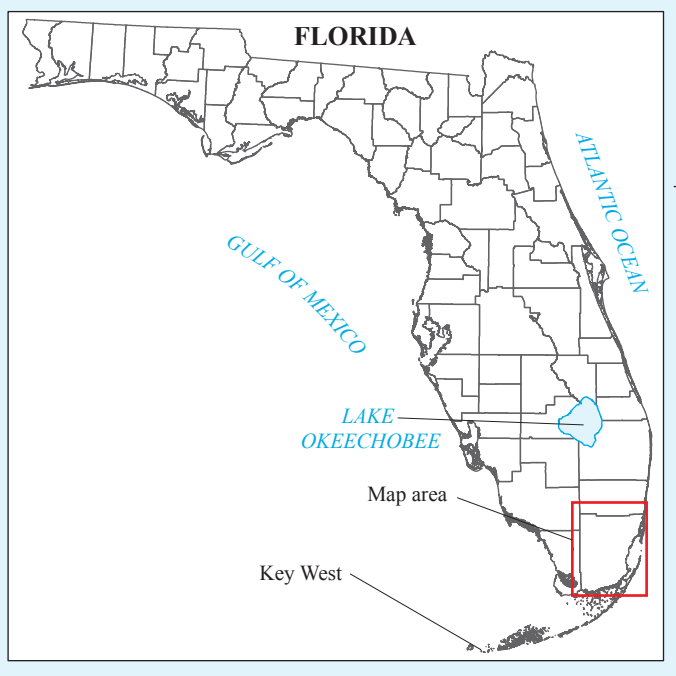 FLORIDA
ATLANTIC OCEAN
GULF OF MEXICO
LAKE
OKEECHOBEE
Map area
Key West